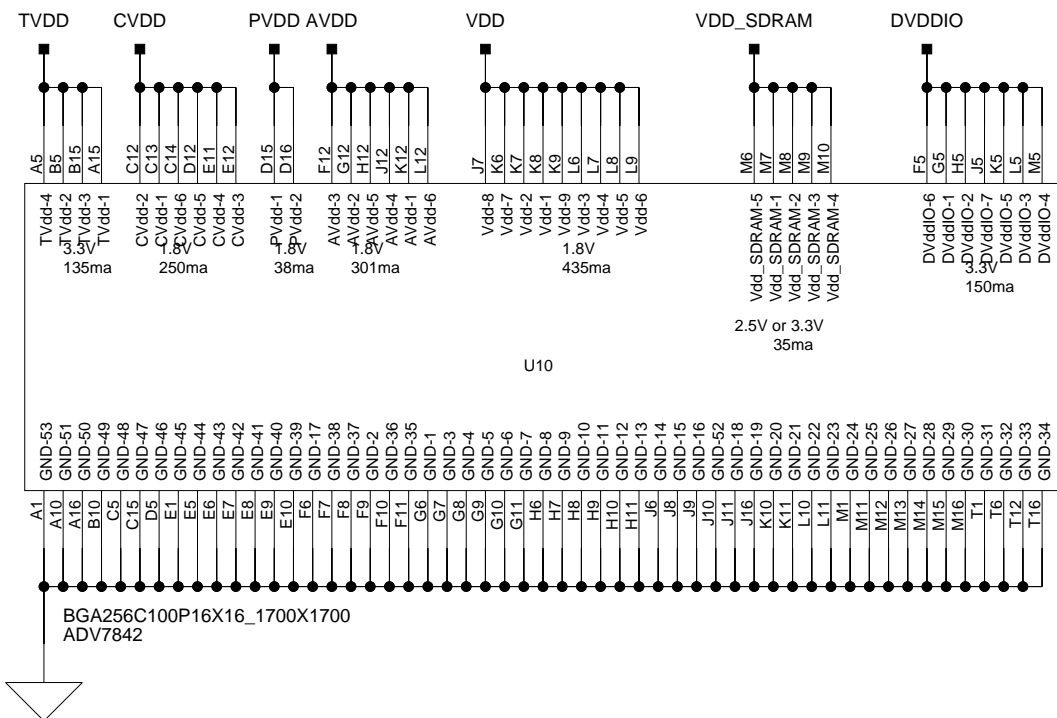 TVDD CVDD PVDD AVDD VDD VDD_SDRAM DVDDIO
A5 B5 B15 A15 C12 C13 C14 D12 E11 E12 D15 D16 F12 G12 H12 J12 K12 L12 J7 K6 K7 K8 K9 L6 L7 L8 L9 M6 M7 M8 M9 M10 F5 G5 H5 J5 K5 L5 M5
TVdd-4 TVdd-2 TVdd-3 TVdd-1 CVdd-2 CVdd-1 CVdd-6 CVdd-5 CVdd-4 CVdd-3 PVdd-1 PVdd-2 AVdd-3 AVdd-2 AVdd-5 AVdd-4 AVdd-1 AVdd-6 Vdd-8 Vdd-7 Vdd-2 Vdd-1 Vdd-9 Vdd-3 Vdd-4 Vdd-5 Vdd-6 Vdd_SDRAM-5 Vdd_SDRAM-1 Vdd_SDRAM-2 Vdd_SDRAM-3 Vdd_SDRAM-4 DVddIO-6 DVddIO-1 DVddIO-2 DVddIO-7 DVddIO-5 DVddIO-3 DVddIO-4
3.3V 1.8V 1.8V 1.8V 1.8V 3.3V
135ma 250ma 38ma 301ma 435ma 150ma
2.5V or 3.3V
35ma
U10
GND-53 GND-51 GND-50 GND-49 GND-48 GND-47 GND-46 GND-45 GND-44 GND-43 GND-42 GND-41 GND-40 GND-39 GND-17 GND-38 GND-37 GND-2 GND-36 GND-35 GND-1 GND-3 GND-4 GND-5 GND-6 GND-7 GND-8 GND-9 GND-10 GND-11 GND-12 GND-13 GND-14 GND-15 GND-16 GND-52 GND-18 GND-19 GND-20 GND-21 GND-22 GND-23 GND-24 GND-25 GND-26 GND-27 GND-28 GND-29 GND-30 GND-31 GND-32 GND-33 GND-34
A1 A10 A16 B10 C5 C15 D5 E1 E5 E6 E7 E8 E9 E10 F6 F7 F8 F9 F10 F11 G6 G7 G8 G9 G10 G11 H6 H7 H8 H9 H10 H11 J6 J8 J9 J10 J11 J16 K10 K11 L10 L11 M1 M11 M12 M13 M14 M15 M16 T1 T6 T12 T16
BGA256C100P16X16_1700X1700
ADV7842